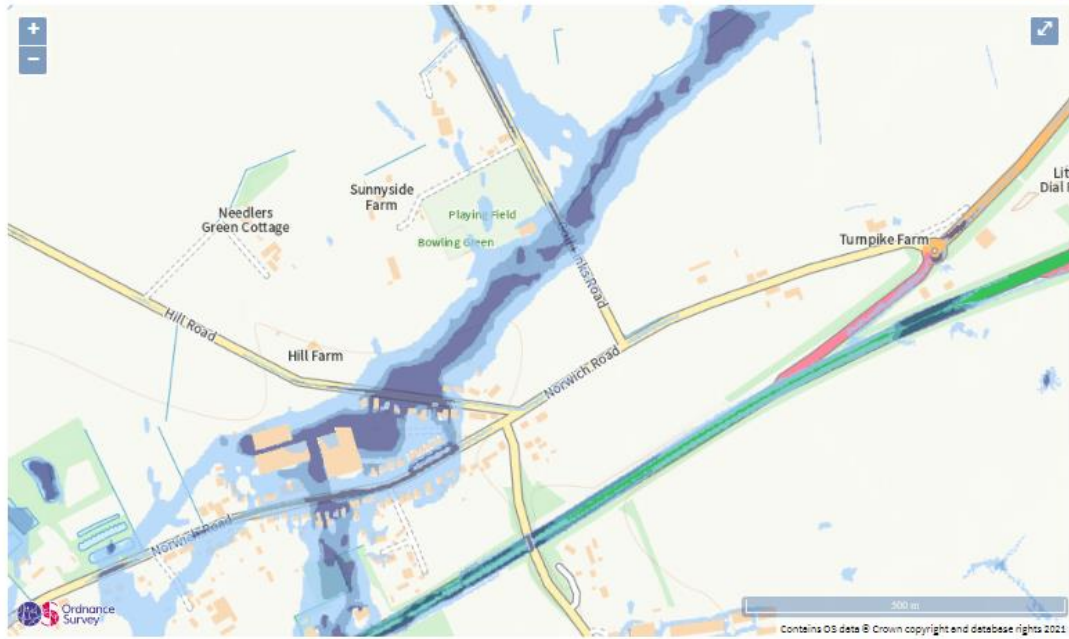 +
−
Sunnyside
Farm
Needlers
Green Cottage
Playing Field
Bowling Green
Turnpike Farm
Hill Road
Hill Farm
Norwich Road
Road
Norwich Road
Ordnance
Survey
500 m
Contains OS data © Crown copyright and database rights 2021